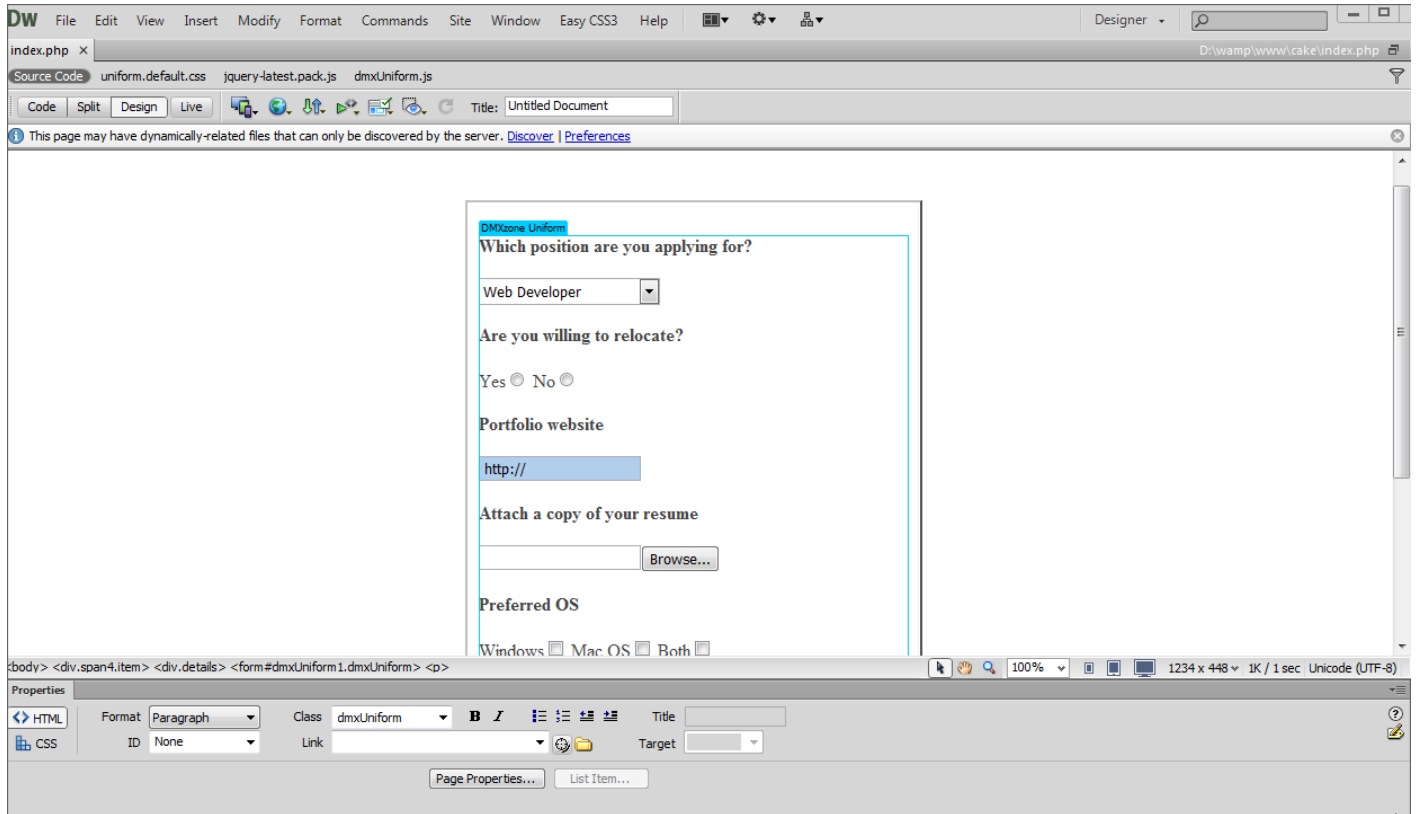 DW File Edit View Insert Modify Format Commands Site Window Easy CSS3 Help Designer
index.php × D:\wamp\www\cake\index.php
Source Code uniform.default.css jquery-latest.pack.js dmxUniform.js
Code Split Design Live Title: Untitled Document
This page may have dynamically-related files that can only be discovered by the server. Discover | Preferences
DMXzone Uniform
Which position are you applying for?
Web Developer
Are you willing to relocate?
Yes No
Portfolio website
http://
Attach a copy of your resume
Browse...
Preferred OS
Windows Mac OS Both
<body> <div.span4.item> <div.details> <form#dmxUniform1.dmxUniform> <p> 100% 1234 x 448 1K / 1 sec Unicode (UTF-8)
Properties
<> HTML Format Paragraph Class dmxUniform B I Title
CSS ID None Link Target
Page Properties... List Item...